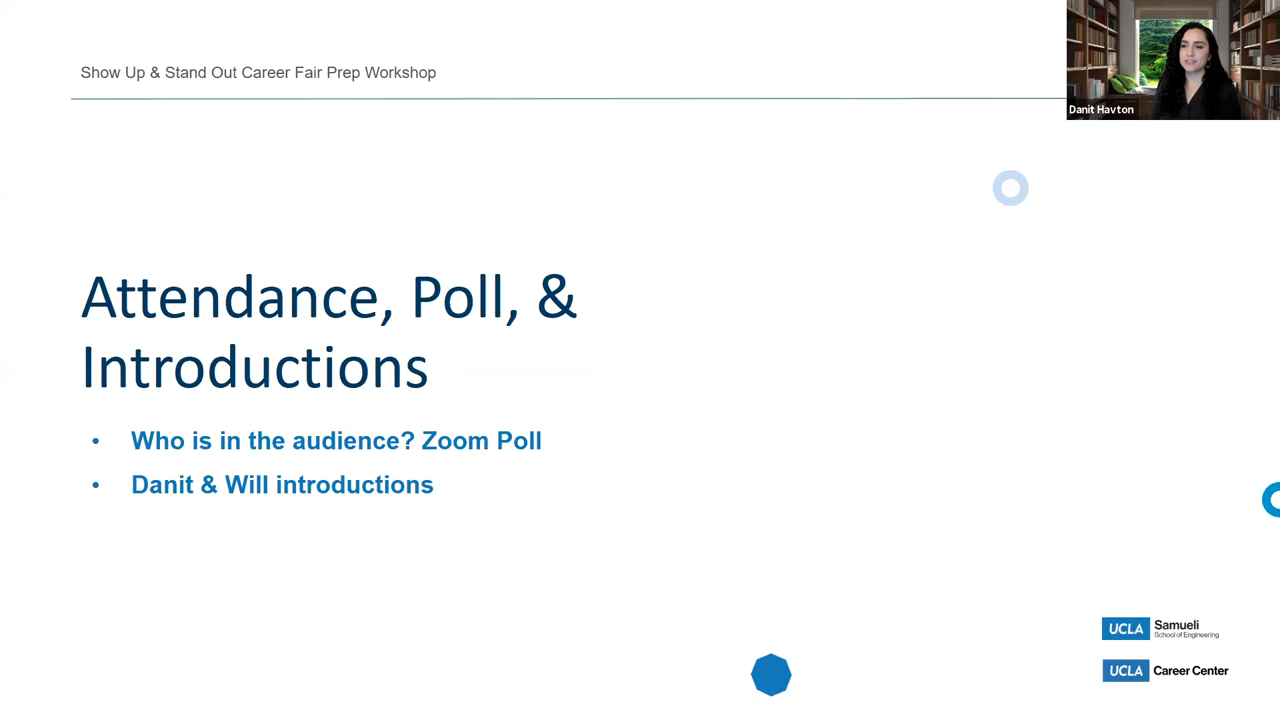 Show Up & Stand Out Career Fair Prep Workshop
Danit Havton
Attendance, Poll, &
Introductions
• Who is in the audience? Zoom Poll
• Danit & Will introductions
UCLA Samueli
School of Engineering
UCLA Career Center